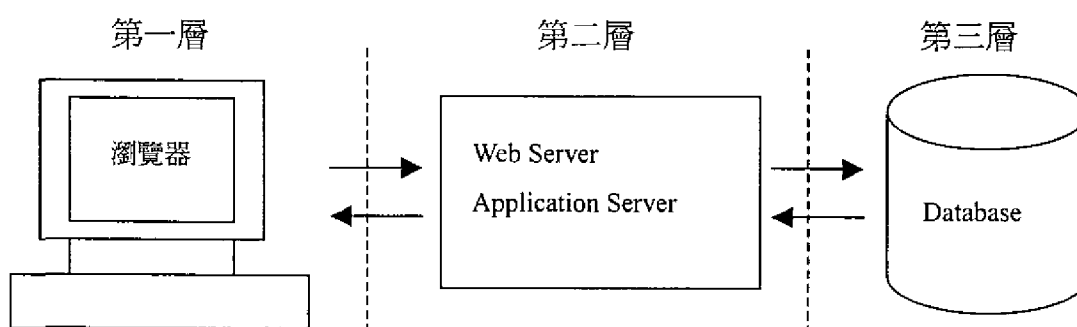 第一層
第二層
第三層
瀏覽器
Web Server
Application Server
Database